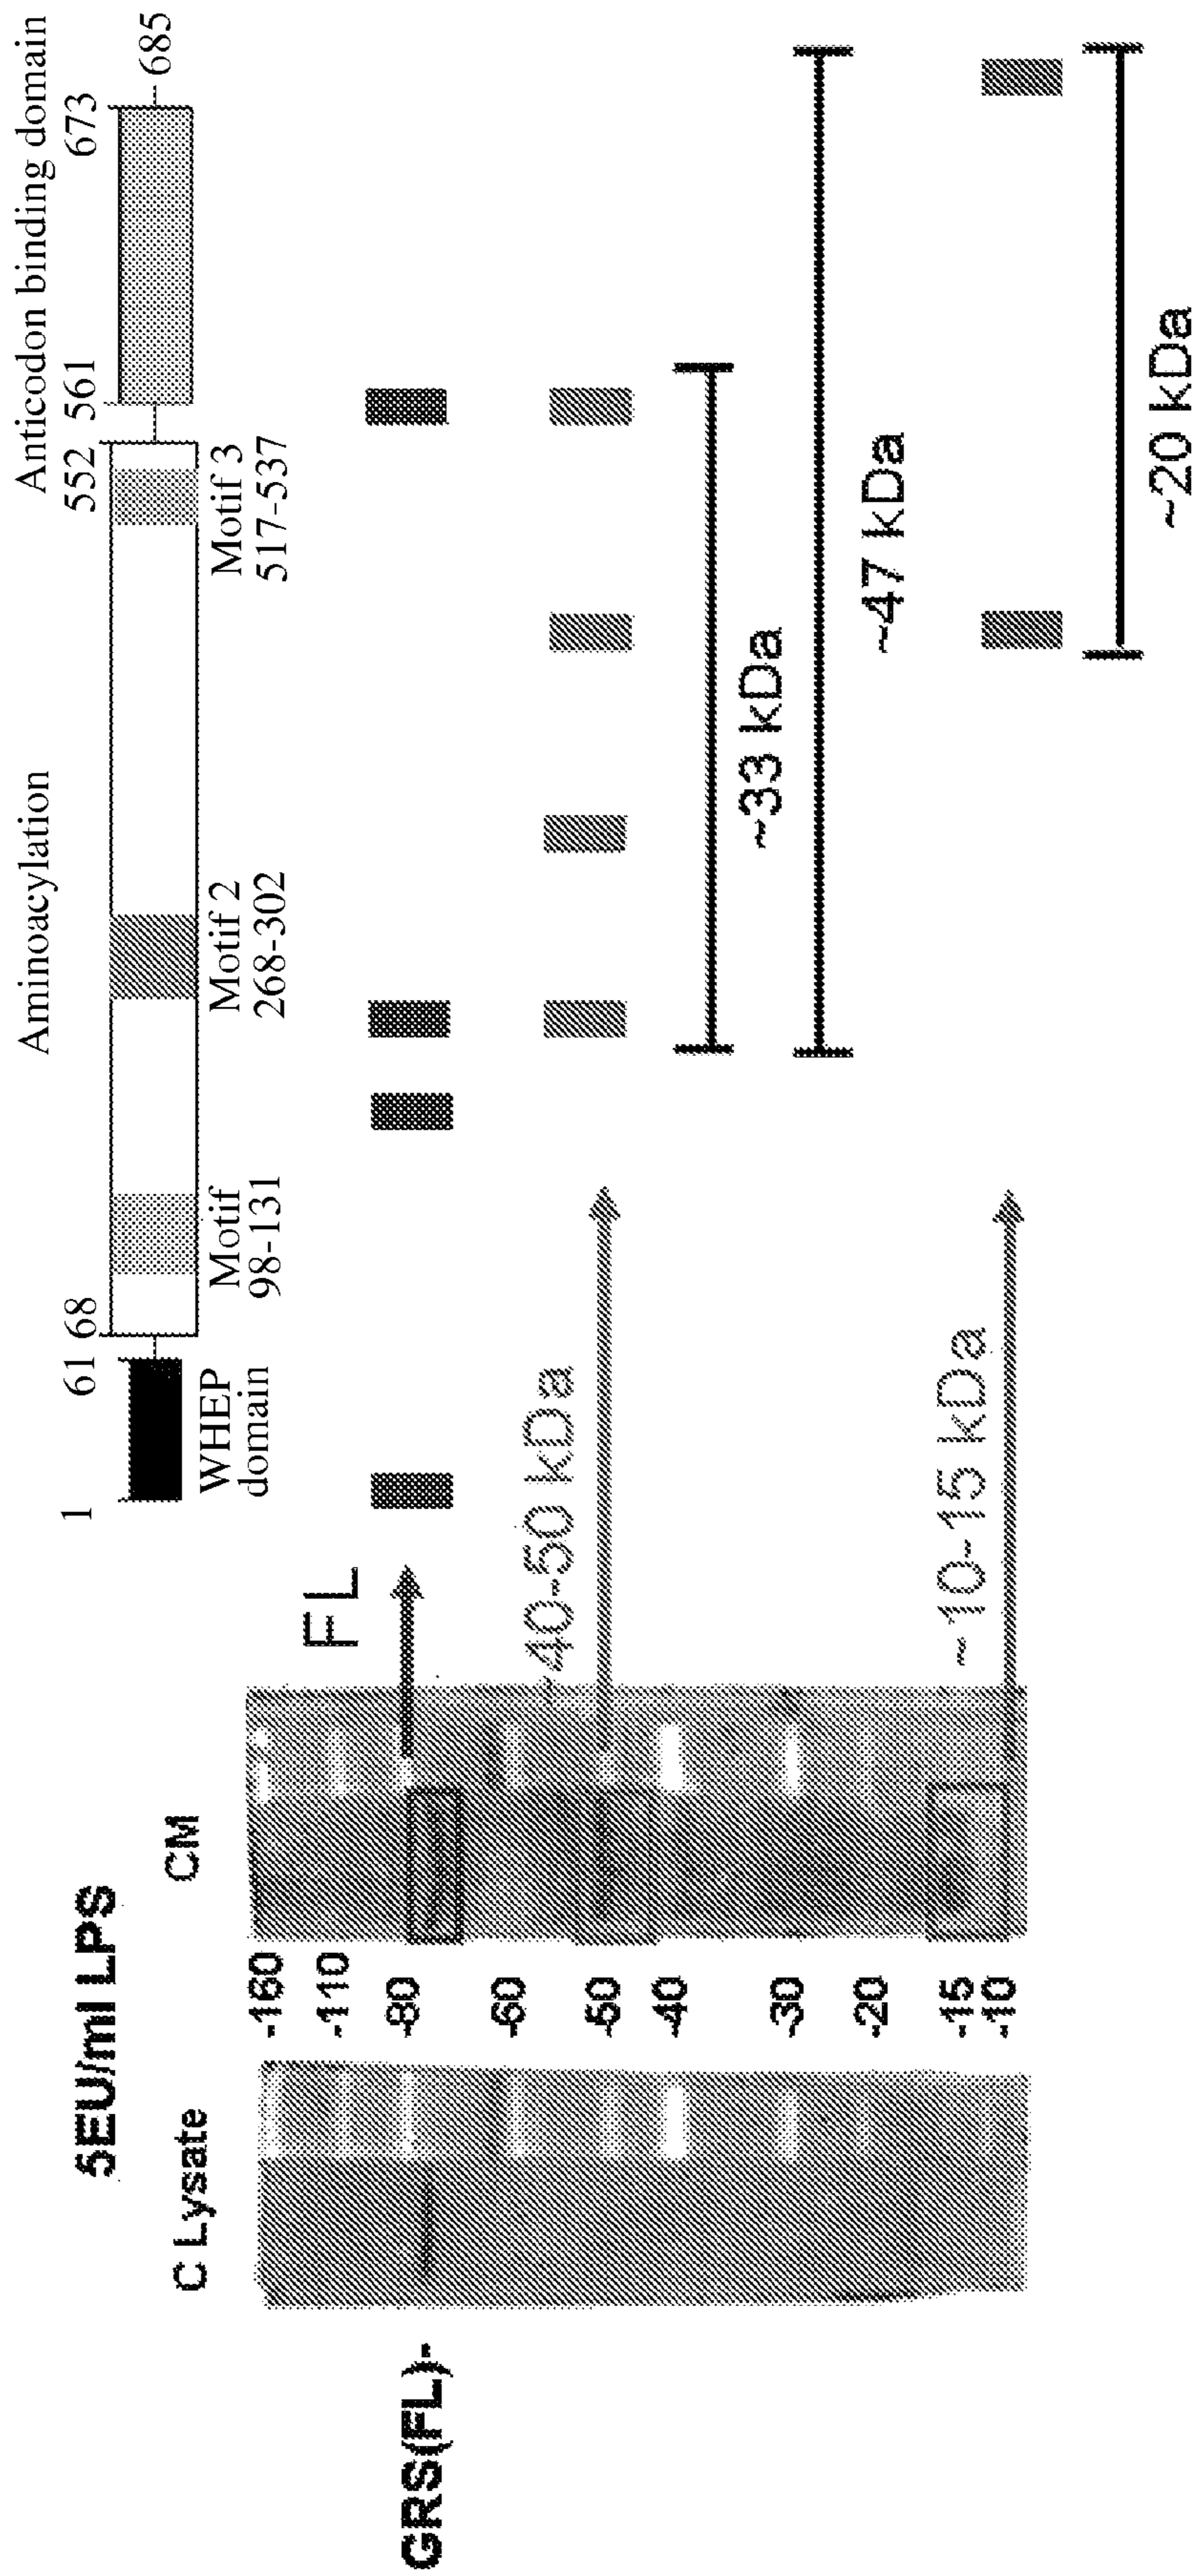 5EU/ml LPS
C Lysate
CM
GRS(FL)-
-160
-110
-80
-60
-50
-40
-30
-20
-15
-10
FL
~40-50 kDa
~10-15 kDa
Aminoacylation
Anticodon binding domain
1
61
68
552
561
673
685
WHEP
domain
Motif
98-131
Motif 2
268-302
Motif 3
517-537
~33 kDa
~47 kDa
~20 kDa